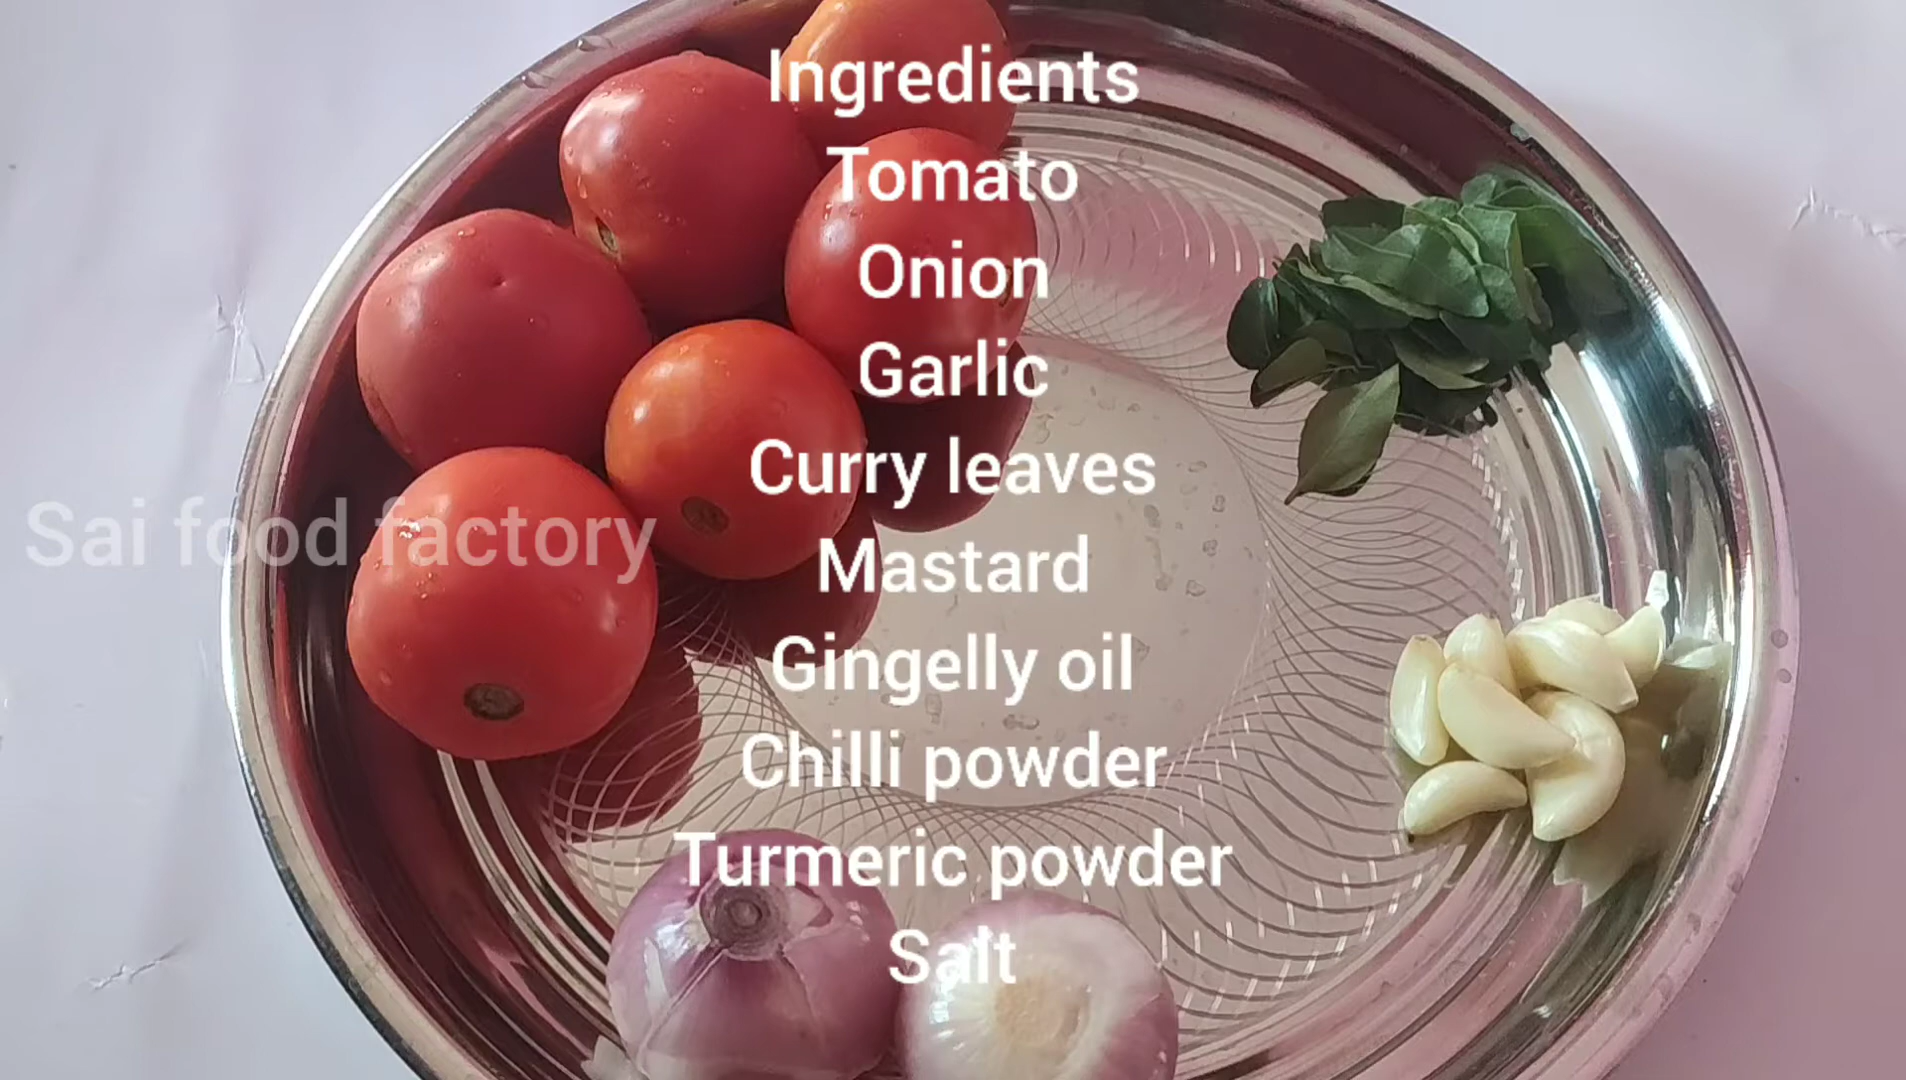 Ingredients
Tomato
Onion
Garlic
Curry leaves
Sai food factory
Mastard
Gingelly oil
Chilli powder
Turmeric powder
Salt